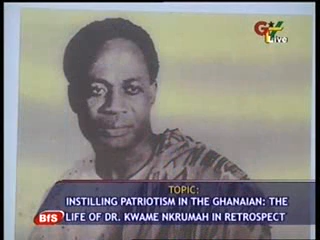 GTV
Live
TOPIC:
INSTILLING PATRIOTISM IN THE GHANAIAN: THE
LIFE OF DR. KWAME NKRUMAH IN RETROSPECT
BfS